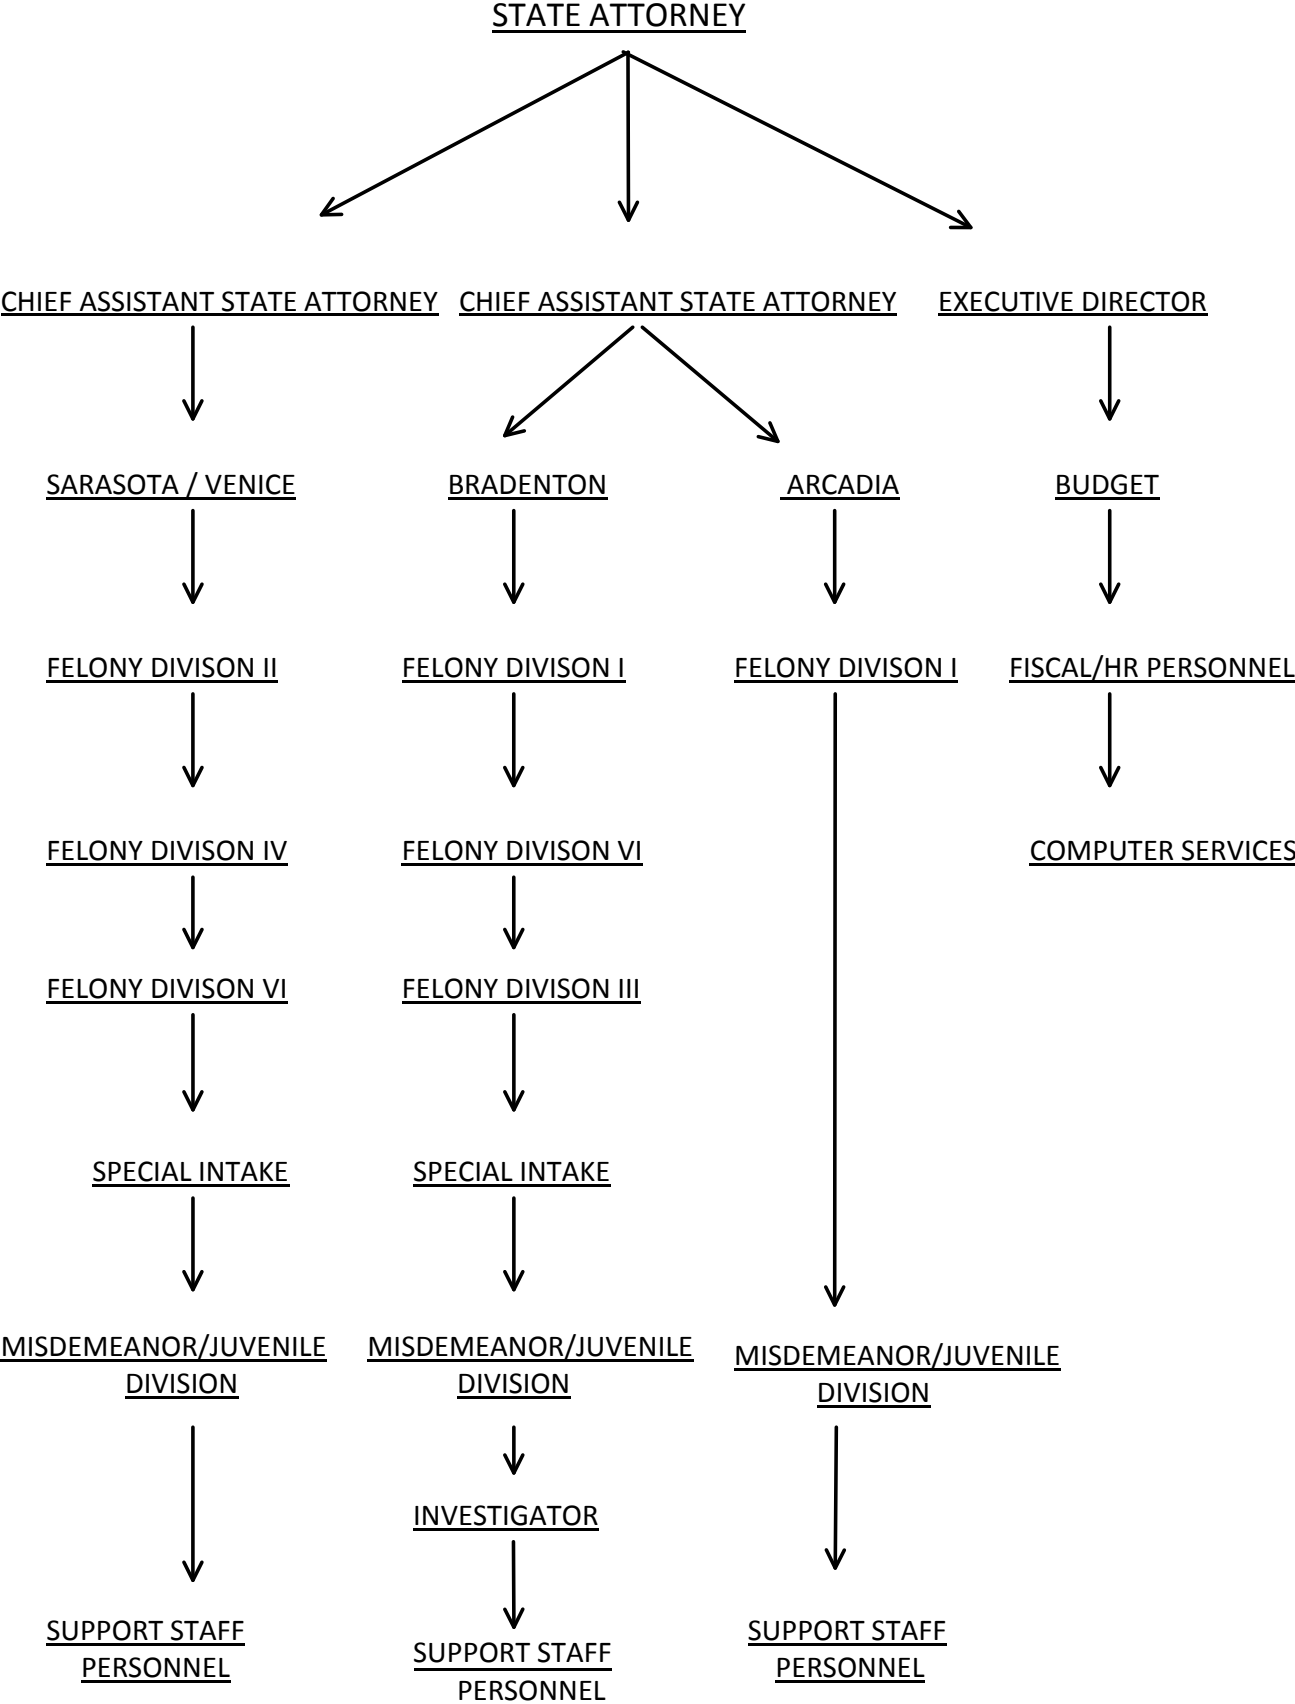 STATE ATTORNEY
CHIEF ASSISTANT STATE ATTORNEY
CHIEF ASSISTANT STATE ATTORNEY
EXECUTIVE DIRECTOR
SARASOTA / VENICE
BRADENTON
ARCADIA
BUDGET
FELONY DIVISON II
FELONY DIVISON I
FELONY DIVISON I
FISCAL/HR PERSONNEL
FELONY DIVISON IV
FELONY DIVISON VI
COMPUTER SERVICES
FELONY DIVISON VI
FELONY DIVISON III
SPECIAL INTAKE
SPECIAL INTAKE
MISDEMEANOR/JUVENILE
DIVISION
MISDEMEANOR/JUVENILE
DIVISION
MISDEMEANOR/JUVENILE
DIVISION
INVESTIGATOR
SUPPORT STAFF
PERSONNEL
SUPPORT STAFF
PERSONNEL
SUPPORT STAFF
PERSONNEL